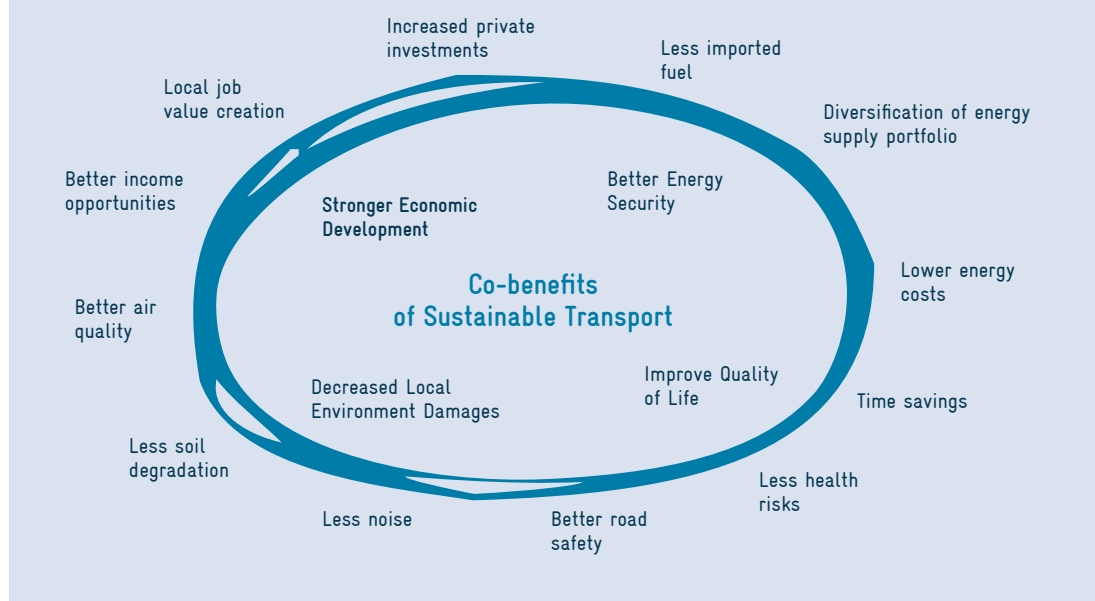 Increased private
investments
Less imported
fuel
Local job
value creation
Diversification of energy
supply portfolio
Better income
opportunities
Stronger Economic
Development
Better Energy
Security
Lower energy
costs
Co-benefits
of Sustainable Transport
Better air
quality
Decreased Local
Environment Damages
Improve Quality
of Life
Time savings
Less soil
degradation
Less health
risks
Less noise
Better road
safety